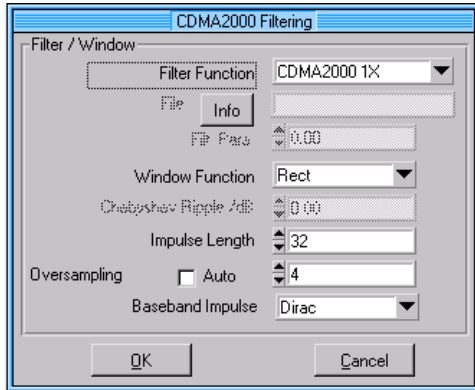 CDMA2000 Filtering
Filter / Window
Filter Function CDMA2000 1X
File Info
Filt Para 0.00
Window Function Rect
Chebyshev Ripple /dB 0.00
Impulse Length 32
Oversampling Auto 4
Baseband Impulse Dirac
OK Cancel